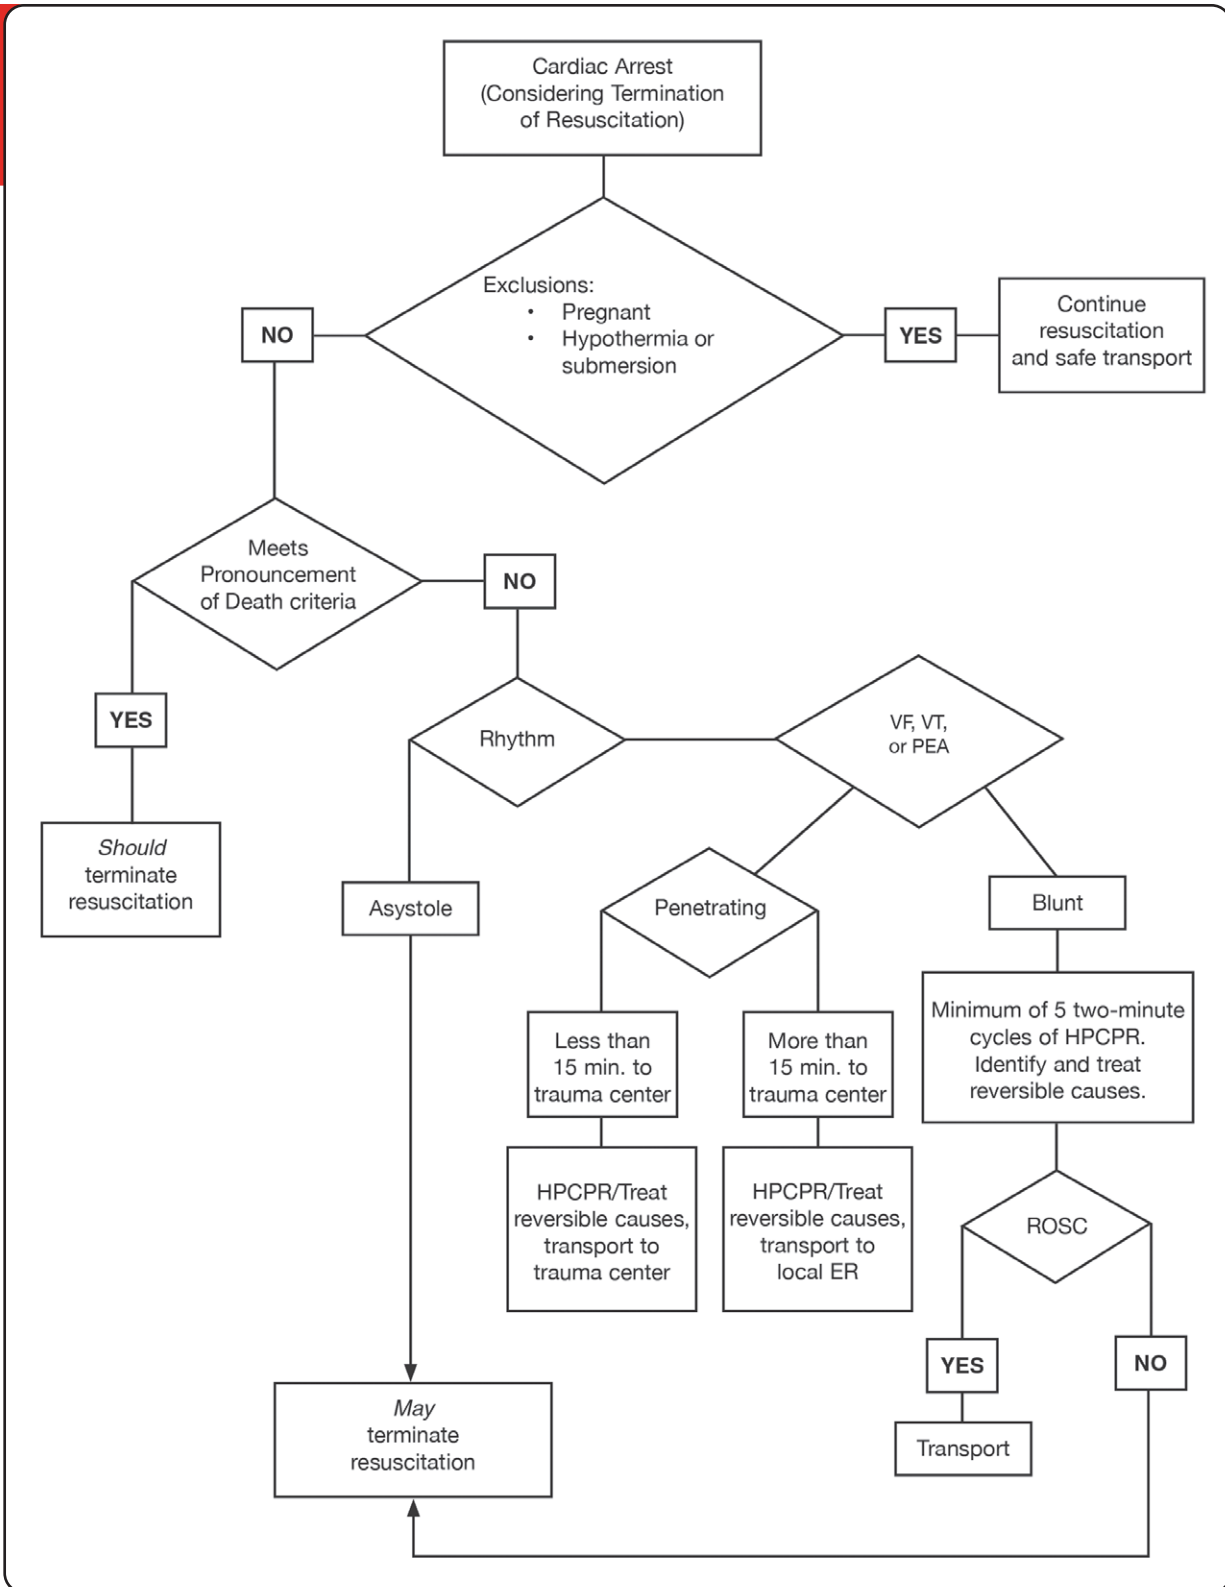 Cardiac Arrest
(Considering Termination
of Resuscitation)
Exclusions:
• Pregnant
• Hypothermia or
submersion
NO
YES
Continue
resuscitation
and safe transport
Meets
Pronouncement
of Death criteria
NO
YES
Should
terminate
resuscitation
Rhythm
VF, VT,
or PEA
Asystole
Penetrating
Blunt
Less than
15 min. to
trauma center
More than
15 min. to
trauma center
Minimum of 5 two-minute
cycles of HPCPR.
Identify and treat
reversible causes.
HPCPR/Treat
reversible causes,
transport to
trauma center
HPCPR/Treat
reversible causes,
transport to
local ER
ROSC
YES
NO
Transport
May
terminate
resuscitation